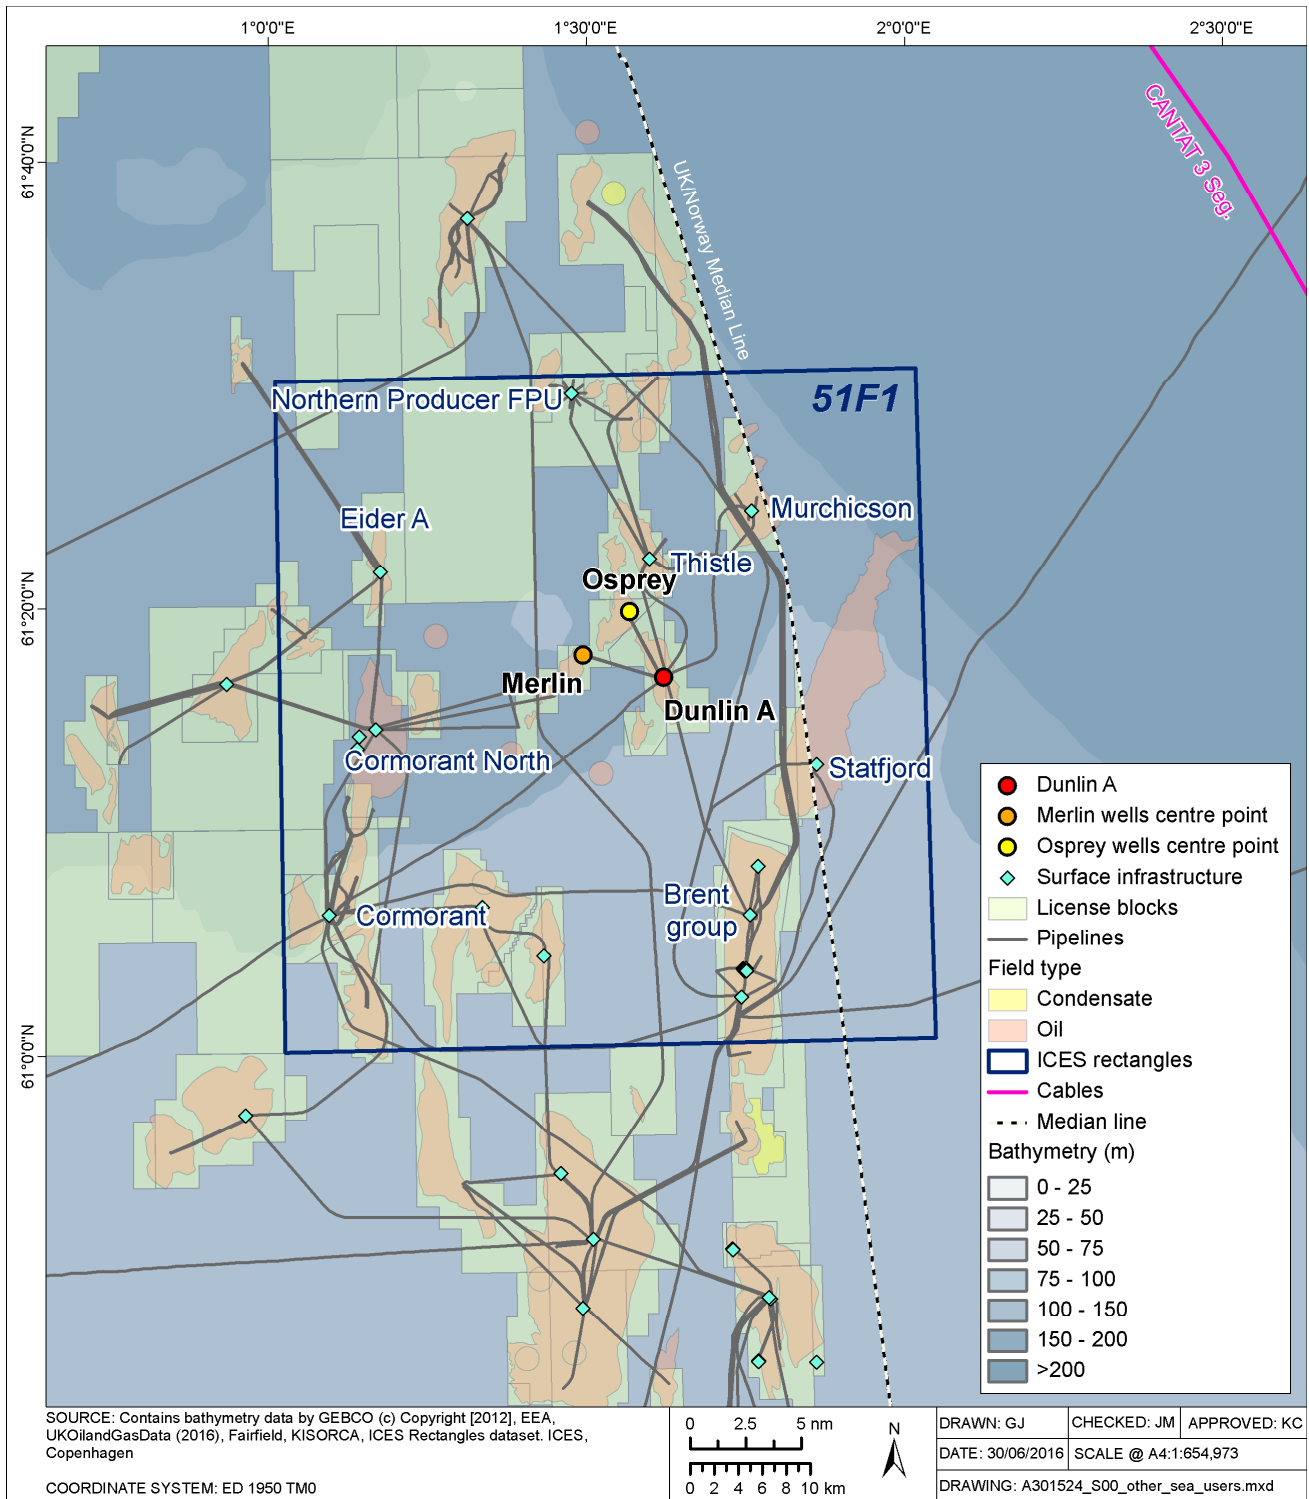 1°0'0"E
1°30'0"E
2°0'0"E
2°30'0"E
61°40'0"N
61°20'0"N
61°0'0"N
CANTAT 3 Seg.
UK/Norway Median Line
51F1
Northern Producer FPU
Eider A
Murchicson
Thistle
Osprey
Merlin
Dunlin A
Cormorant North
Statfjord
Brent
group
Cormorant
Dunlin A
Merlin wells centre point
Osprey wells centre point
Surface infrastructure
License blocks
Pipelines
Field type
Condensate
Oil
ICES rectangles
Cables
Median line
Bathymetry (m)
0 - 25
25 - 50
50 - 75
75 - 100
100 - 150
150 - 200
>200
SOURCE: Contains bathymetry data by GEBCO (c) Copyright [2012], EEA,
UKOilandGasData (2016), Fairfield, KISORCA, ICES Rectangles dataset. ICES,
Copenhagen
COORDINATE SYSTEM: ED 1950 TM0
0 2.5 5 nm
0 2 4 6 8 10 km
N
DRAWN: GJ
CHECKED: JM
APPROVED: KC
DATE: 30/06/2016
SCALE @ A4:1:654,973
DRAWING: A301524_S00_other_sea_users.mxd